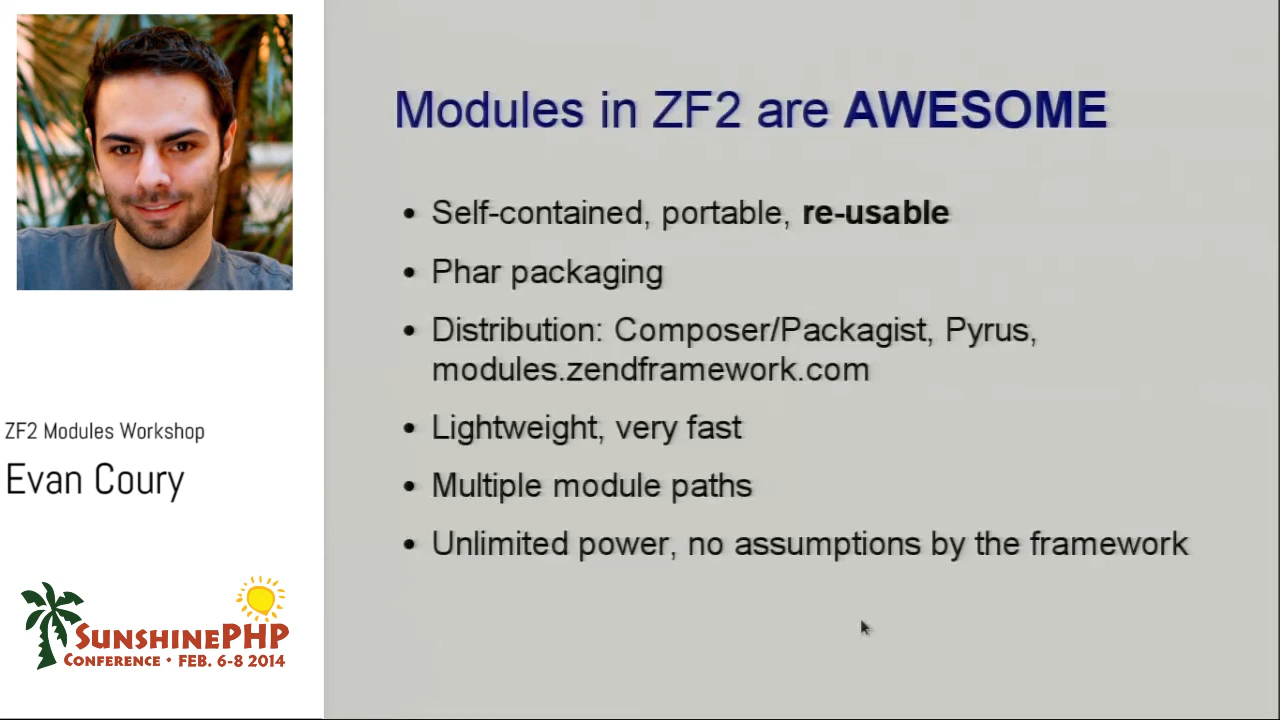 Modules in ZF2 are AWESOME
• Self-contained, portable, re-usable
• Phar packaging
• Distribution: Composer/Packagist, Pyrus,
modules.zendframework.com
• Lightweight, very fast
• Multiple module paths
• Unlimited power, no assumptions by the framework
ZF2 Modules Workshop
Evan Coury
SUNSHINEPHP
CONFERENCE • FEB. 6-8 2014